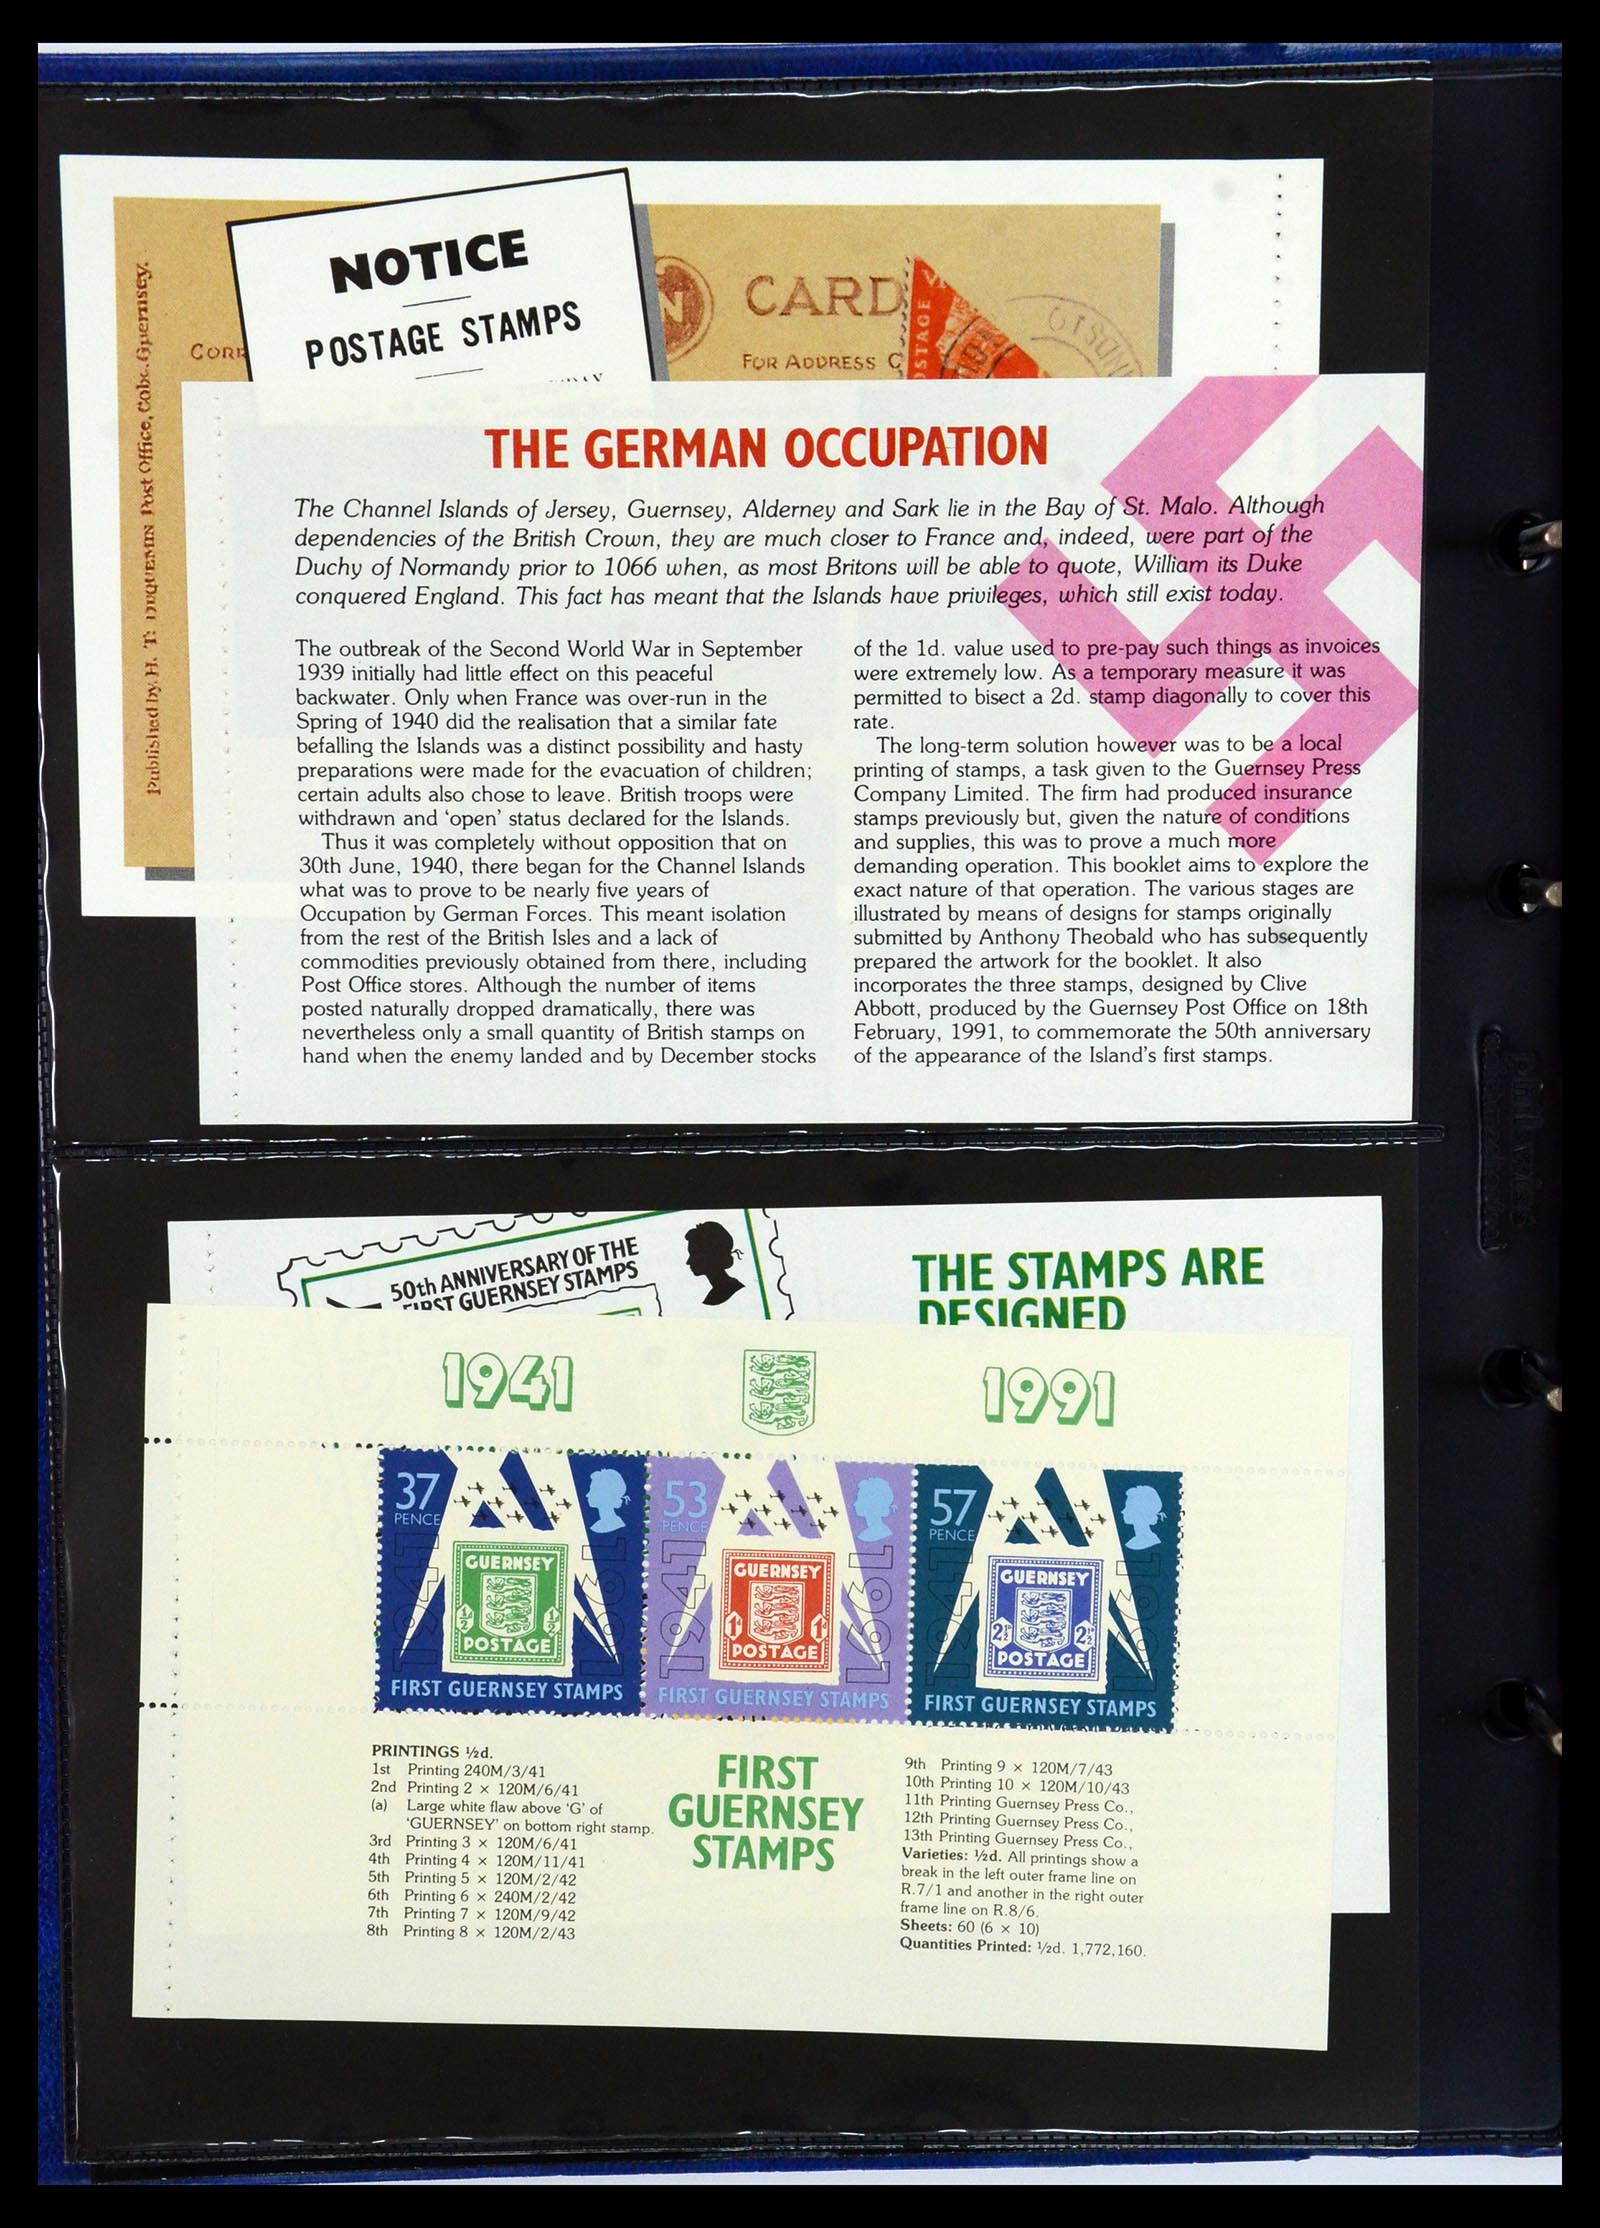 NOTICE
POSTAGE STAMPS
CARD
FOR ADDRESS
POSTAGE
Published by H. T. DUQUEMIN Post Office, Cobo. Guernsey.
THE GERMAN OCCUPATION
The Channel Islands of Jersey, Guernsey, Alderney and Sark lie in the Bay of St. Malo. Although
dependencies of the British Crown, they are much closer to France and, indeed, were part of the
Duchy of Normandy prior to 1066 when, as most Britons will be able to quote, William its Duke
conquered England. This fact has meant that the Islands have privileges, which still exist today.
The outbreak of the Second World War in September
1939 initially had little effect on this peaceful
backwater. Only when France was over-run in the
Spring of 1940 did the realisation that a similar fate
befalling the Islands was a distinct possibility and hasty
preparations were made for the evacuation of children;
certain adults also chose to leave. British troops were
withdrawn and ‘open’ status declared for the Islands.
Thus it was completely without opposition that on
30th June, 1940, there began for the Channel Islands
what was to prove to be nearly five years of
Occupation by German Forces. This meant isolation
from the rest of the British Isles and a lack of
commodities previously obtained from there, including
Post Office stores. Although the number of items
posted naturally dropped dramatically, there was
nevertheless only a small quantity of British stamps on
hand when the enemy landed and by December stocks
of the 1d. value used to pre-pay such things as invoices
were extremely low. As a temporary measure it was
permitted to bisect a 2d. stamp diagonally to cover this
rate.
The long-term solution however was to be a local
printing of stamps, a task given to the Guernsey Press
Company Limited. The firm had produced insurance
stamps previously but, given the nature of conditions
and supplies, this was to prove a much more
demanding operation. This booklet aims to explore the
exact nature of that operation. The various stages are
illustrated by means of designs for stamps originally
submitted by Anthony Theobald who has subsequently
prepared the artwork for the booklet. It also
incorporates the three stamps, designed by Clive
Abbott, produced by the Guernsey Post Office on 18th
February, 1991, to commemorate the 50th anniversary
of the appearance of the Island's first stamps.
50th ANNIVERSARY OF THE
FIRST GUERNSEY STAMPS
THE STAMPS ARE
DESIGNED
1941
1991
37
PENCE
1941
1991
GUERNSEY
½ ½
POSTAGE
FIRST GUERNSEY STAMPS
53
PENCE
1941
1991
GUERNSEY
1d 1d
POSTAGE
FIRST GUERNSEY STAMPS
57
PENCE
1941
1991
GUERNSEY
2½d 2½d
POSTAGE
FIRST GUERNSEY STAMPS
PRINTINGS ½d.
1st Printing 240M/3/41
2nd Printing 2 × 120M/6/41
(a) Large white flaw above ‘G’ of
‘GUERNSEY’ on bottom right stamp.
3rd Printing 3 × 120M/6/41
4th Printing 4 × 120M/11/41
5th Printing 5 × 120M/2/42
6th Printing 6 × 240M/2/42
7th Printing 7 × 120M/9/42
8th Printing 8 × 120M/2/43
FIRST
GUERNSEY
STAMPS
9th Printing 9 × 120M/7/43
10th Printing 10 × 120M/10/43
11th Printing Guernsey Press Co.,
12th Printing Guernsey Press Co.,
13th Printing Guernsey Press Co.,
Varieties: ½d. All printings show a
break in the left outer frame line on
R.7/1 and another in the right outer
frame line on R.8/6.
Sheets: 60 (6 × 10)
Quantities Printed: ½d. 1,772,160.